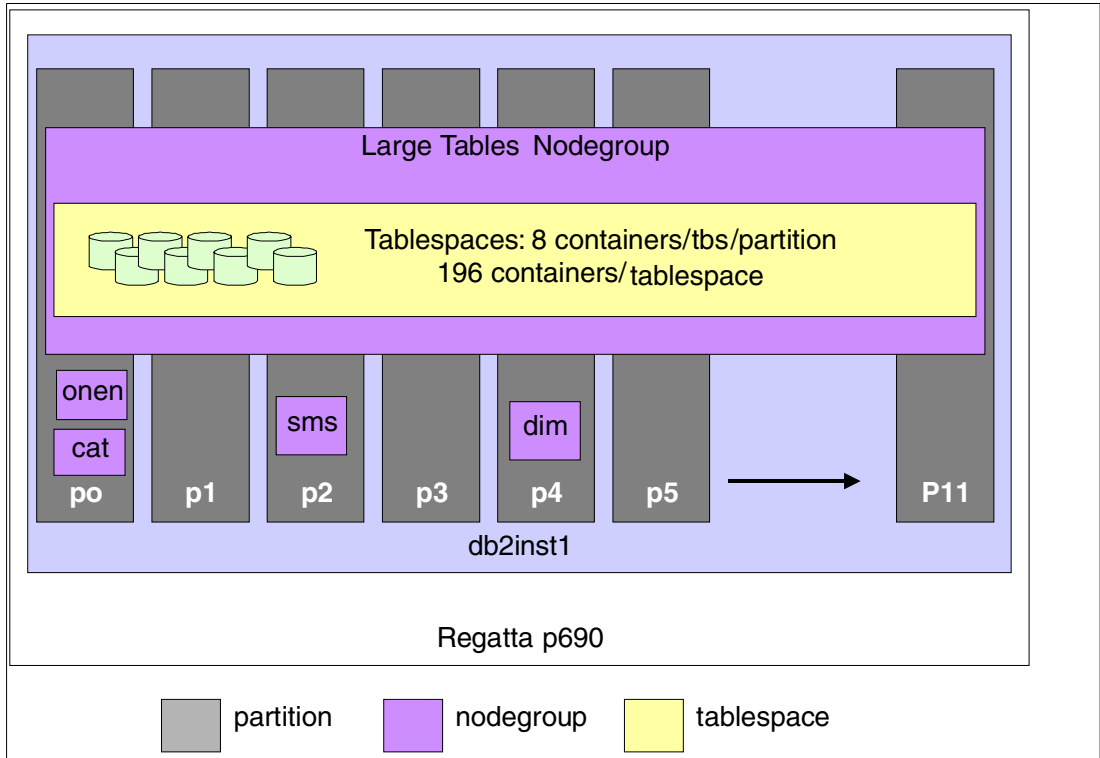 Large Tables Nodegroup
Tablespaces: 8 containers/tbs/partition
196 containers/tablespace
onen
cat
sms
dim
po
p1
p2
p3
p4
p5
P11
db2inst1
Regatta p690
partition
nodegroup
tablespace